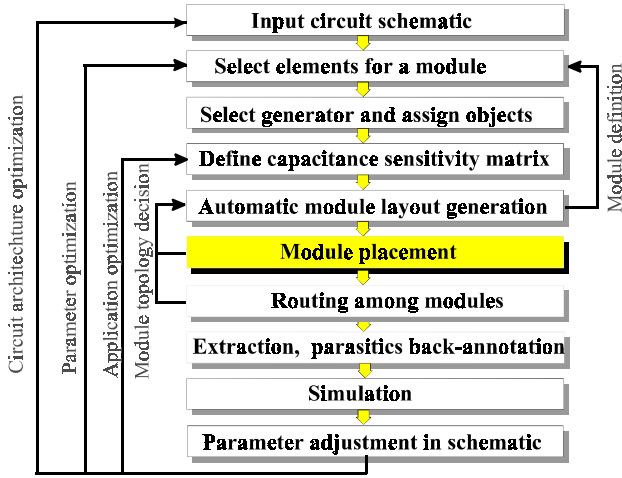 Input circuit schematic
Select elements for a module
Select generator and assign objects
Define capacitance sensitivity matrix
Automatic module layout generation
Module placement
Routing among modules
Extraction, parasitics back-annotation
Simulation
Parameter adjustment in schematic
Circuit architechture optimization
Parameter optimization
Application optimization
Module topology decision
Module definition